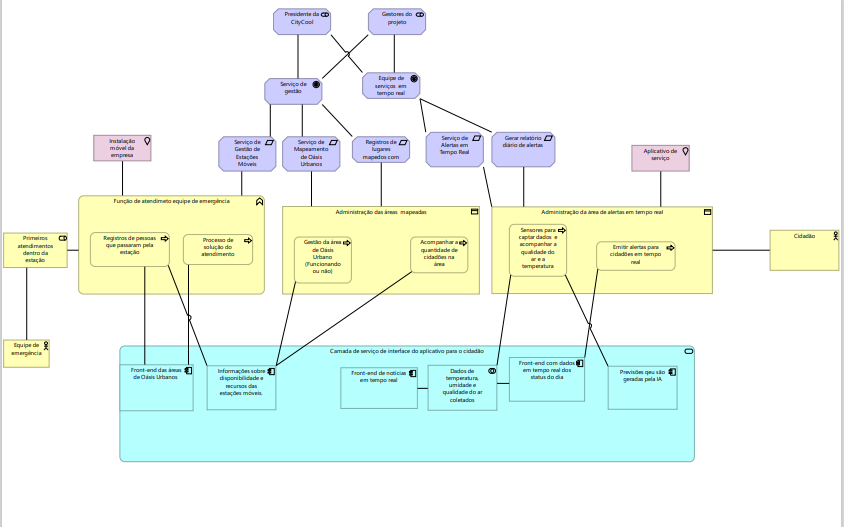 Presidente da
CityCool
Gestores do
projeto
Serviço de
gestão
Equipe de
serviços em
tempo real
Instalação
móvel da
empresa
Serviço de
Gestão de
Estações
Móveis
Serviço de
Mapeamento
de Oásis
Urbanos
Registros de
lugares
mapedos com
Serviço de
Alertas em
Tempo Real
Gerar relatório
diário de alertas
Aplicativo de
serviço
Função de atendimeto equipe de emergência
Administração das áreas mapeadas
Administração da área de alertas em tempo real
Primeiros
atendimentos
dentro da
estação
Registros de pessoas
que passaram pela
estação
Processo de
solução do
atendimento
Gestão da área
de Oásis
Urbano
(Funcionando
ou não)
Acompanhar a
quantidade de
cidadões na
área
Sensores para
captar dados e
acompanhar a
qualidade do
ar e a
temperatura
Emitir alertas para
cidadões em tempo
real
Cidadão
Equipe de
emergência
Camada de serviço de interface do aplicativo para o cidadão
Front-end das áreas
de Oásis Urbanos
Informações sobre
disponibilidade e
recursos das
estações móveis.
Front-end de notícias
em tempo real
Dados de
temperatura,
umidade e
qualidade do ar
coletados
Front-end com dados
em tempo real dos
status do dia
Previsões qeu são
geradas pela IA